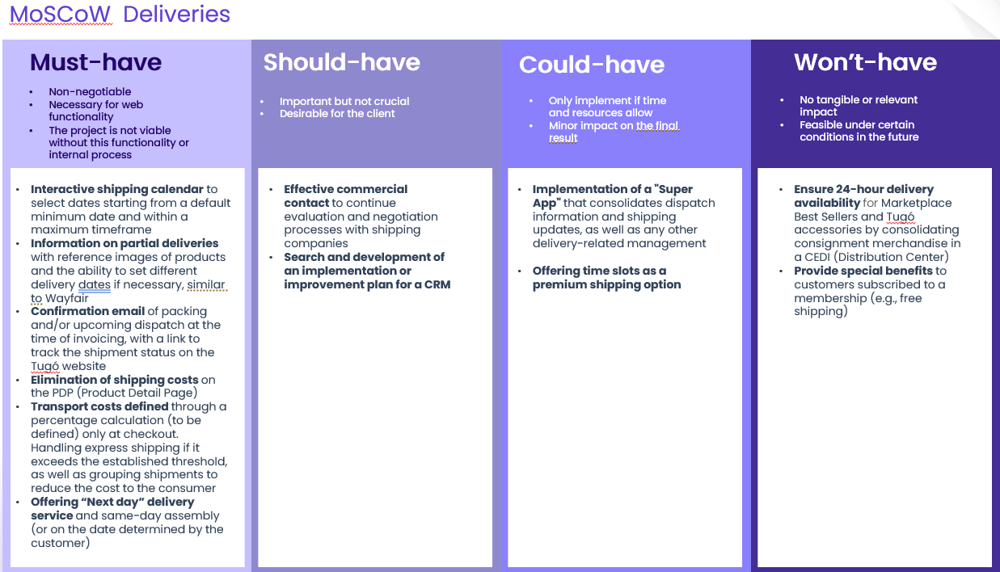 MoSCoW Deliveries
Must-have
• Non-negotiable
• Necessary for web
functionality
• The project is not viable
without this functionality or
internal process
• Interactive shipping calendar to
select dates starting from a default
minimum date and within a
maximum timeframe
• Information on partial deliveries
with reference images of products
and the ability to set different
delivery dates if necessary, similar
to Wayfair
• Confirmation email of packing
and/or upcoming dispatch at the
time of invoicing, with a link to
track the shipment status on the
Tugó website
• Elimination of shipping costs on
the PDP (Product Detail Page)
• Transport costs defined through a
percentage calculation (to be
defined) only at checkout.
Handling express shipping if it
exceeds the established threshold,
as well as grouping shipments to
reduce the cost to the consumer
• Offering “Next day” delivery
service and same-day assembly
(or on the date determined by the
customer)
Should-have
• Important but not crucial
• Desirable for the client
• Effective commercial
contact to continue
evaluation and negotiation
processes with shipping
companies
• Search and development of
an implementation or
improvement plan for a CRM
Could-have
• Only implement if time
and resources allow
• Minor impact on the final
result
• Implementation of a "Super
App" that consolidates dispatch
information and shipping
updates, as well as any other
delivery-related management
• Offering time slots as a
premium shipping option
Won’t-have
• No tangible or relevant
impact
• Feasible under certain
conditions in the future
• Ensure 24-hour delivery
availability for Marketplace
Best Sellers and Tugó
accessories by consolidating
consignment merchandise in
a CEDI (Distribution Center)
• Provide special benefits to
customers subscribed to a
membership (e.g., free
shipping)